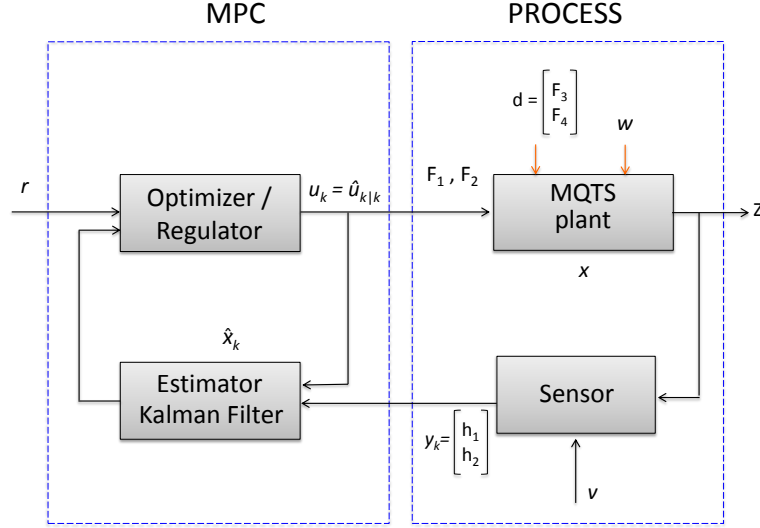 MPC
PROCESS
d = [F₃
F₄]
w
r
Optimizer /
Regulator
uₖ = ûₖ|ₖ
F₁ , F₂
MQTS
plant
Z
x
x̂ₖ
Estimator
Kalman Filter
Sensor
yₖ= [h₁
h₂]
v